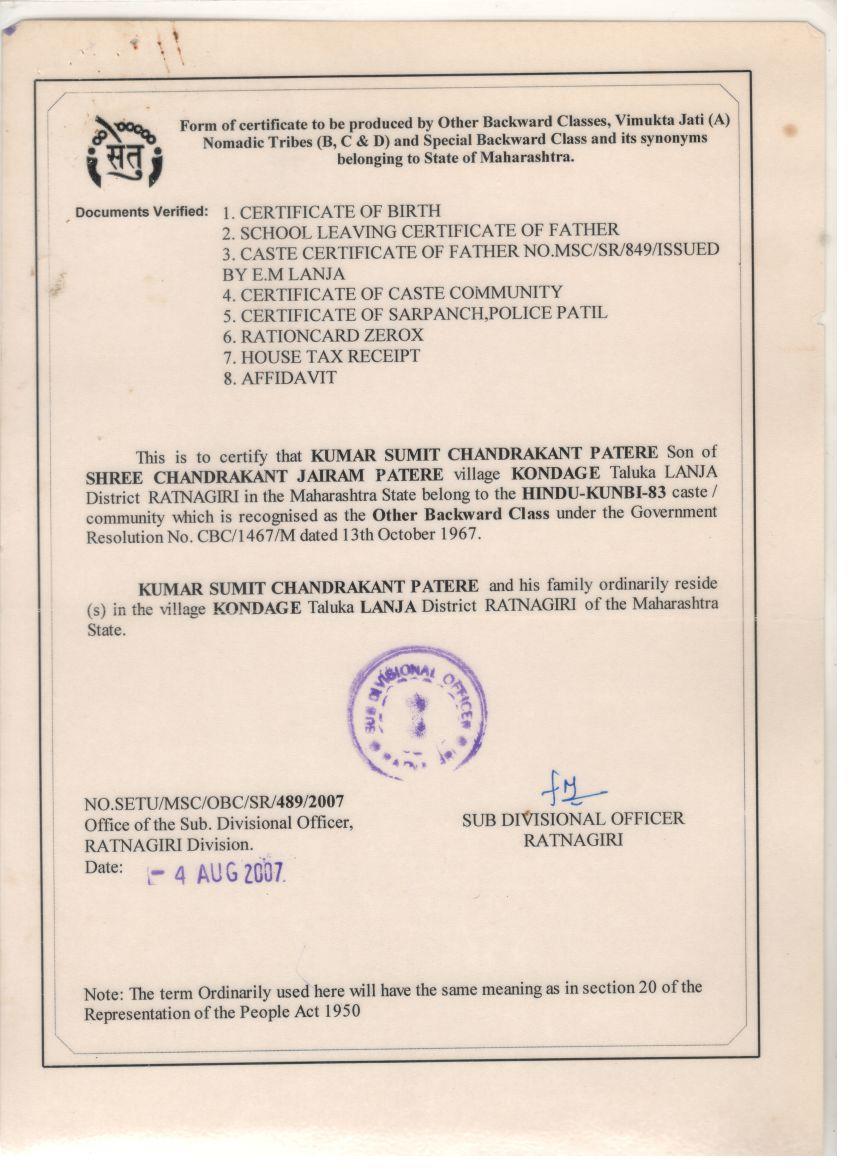 सेतु
Form of certificate to be produced by Other Backward Classes, Vimukta Jati (A)
Nomadic Tribes (B, C & D) and Special Backward Class and its synonyms
belonging to State of Maharashtra.
Documents Verified: 1. CERTIFICATE OF BIRTH
2. SCHOOL LEAVING CERTIFICATE OF FATHER
3. CASTE CERTIFICATE OF FATHER NO.MSC/SR/849/ISSUED
BY E.M LANJA
4. CERTIFICATE OF CASTE COMMUNITY
5. CERTIFICATE OF SARPANCH,POLICE PATIL
6. RATIONCARD ZEROX
7. HOUSE TAX RECEIPT
8. AFFIDAVIT
This is to certify that KUMAR SUMIT CHANDRAKANT PATERE Son of
SHREE CHANDRAKANT JAIRAM PATERE village KONDAGE Taluka LANJA
District RATNAGIRI in the Maharashtra State belong to the HINDU-KUNBI-83 caste /
community which is recognised as the Other Backward Class under the Government
Resolution No. CBC/1467/M dated 13th October 1967.
KUMAR SUMIT CHANDRAKANT PATERE and his family ordinarily reside
(s) in the village KONDAGE Taluka LANJA District RATNAGIRI of the Maharashtra
State.
SUB DIVISIONAL OFFICER
NO.SETU/MSC/OBC/SR/489/2007
Office of the Sub. Divisional Officer,
RATNAGIRI Division.
Date: - 4 AUG 2007.
SUB DIVISIONAL OFFICER
RATNAGIRI
Note: The term Ordinarily used here will have the same meaning as in section 20 of the
Representation of the People Act 1950